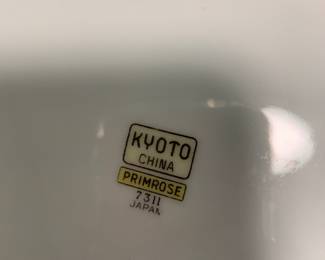 KYOTO
CHINA
PRIMROSE
7311
JAPAN